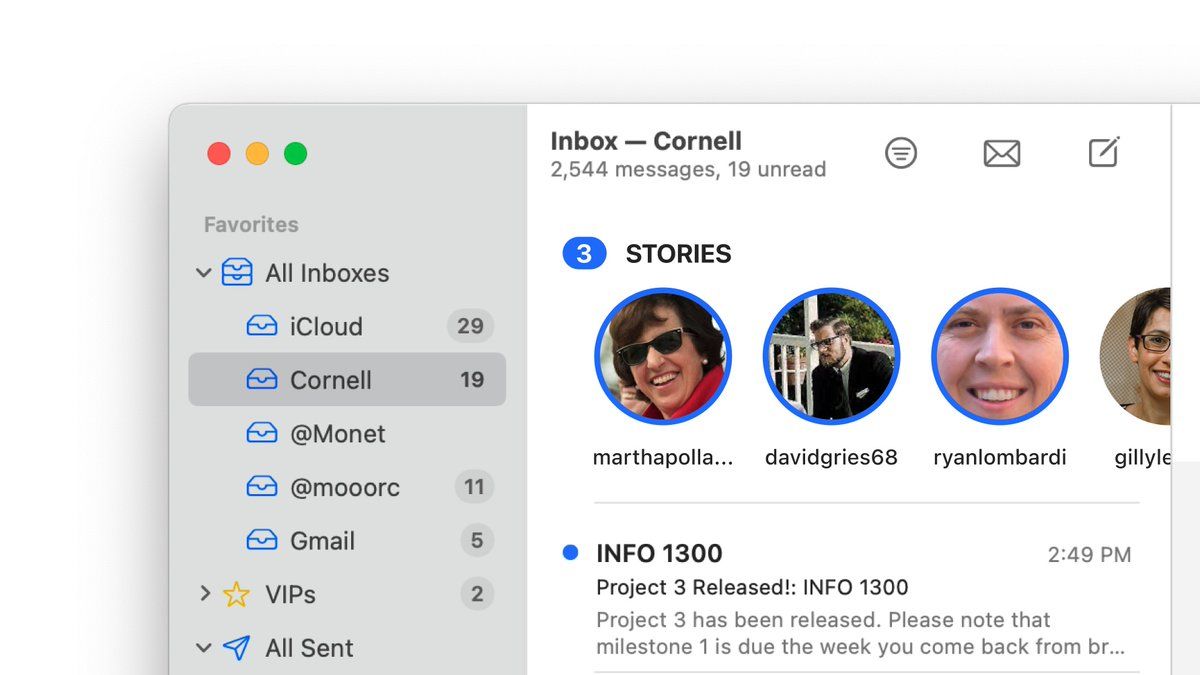 Favorites
All Inboxes
iCloud 29
Cornell 19
@Monet
@mooorc 11
Gmail 5
VIPs 2
All Sent
Inbox — Cornell
2,544 messages, 19 unread
3 STORIES
marthapolla... davidgries68 ryanlombardi gillyle
INFO 1300 2:49 PM
Project 3 Released!: INFO 1300
Project 3 has been released. Please note that
milestone 1 is due the week you come back from br...